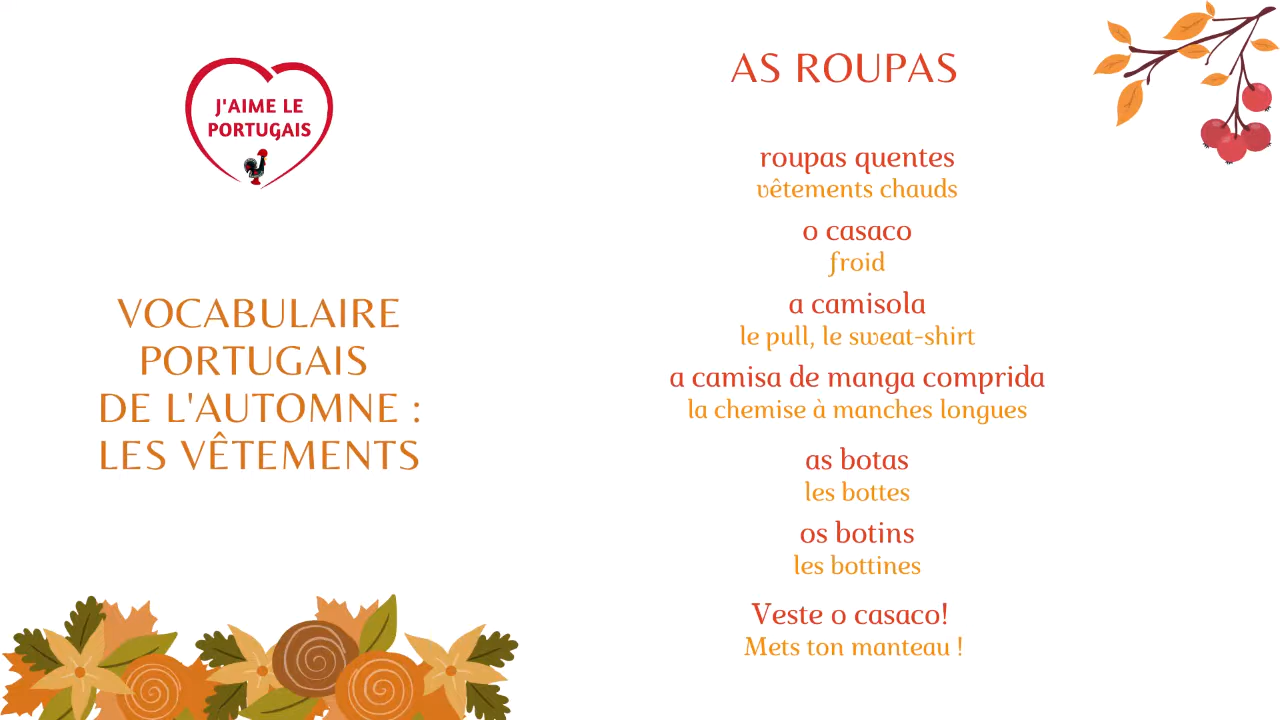 J'AIME LE
PORTUGAIS
VOCABULAIRE
PORTUGAIS
DE L'AUTOMNE :
LES VÊTEMENTS
AS ROUPAS
roupas quentes
vêtements chauds
o casaco
froid
a camisola
le pull, le sweat-shirt
a camisa de manga comprida
la chemise à manches longues
as botas
les bottes
os botins
les bottines
Veste o casaco!
Mets ton manteau !